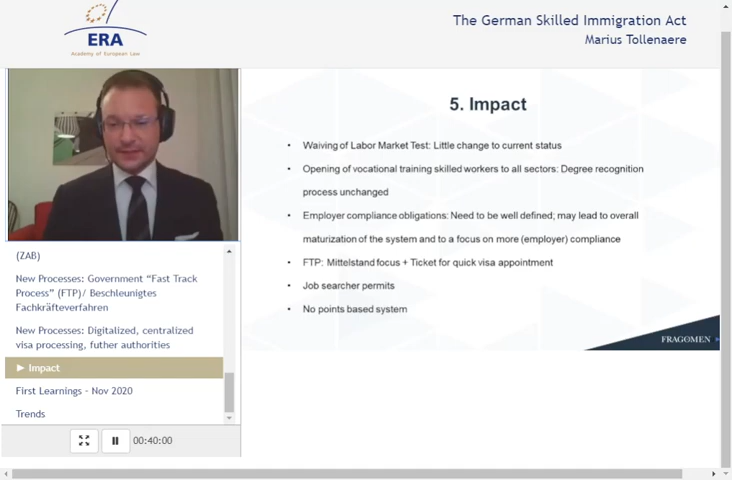 ERA
Academy of European Law
The German Skilled Immigration Act
Marius Tollenaere
(ZAB)
New Processes: Government “Fast Track
Process” (FTP)/ Beschleunigtes
Fachkräfteverfahren
New Processes: Digitalized, centralized
visa processing, futher authorities
► Impact
First Learnings - Nov 2020
Trends
00:40:00
5. Impact
• Waiving of Labor Market Test: Little change to current status
• Opening of vocational training skilled workers to all sectors: Degree recognition
process unchanged
• Employer compliance obligations: Need to be well defined; may lead to overall
maturization of the system and to a focus on more (employer) compliance
• FTP: Mittelstand focus + Ticket for quick visa appointment
• Job searcher permits
• No points based system
FRAGOMEN